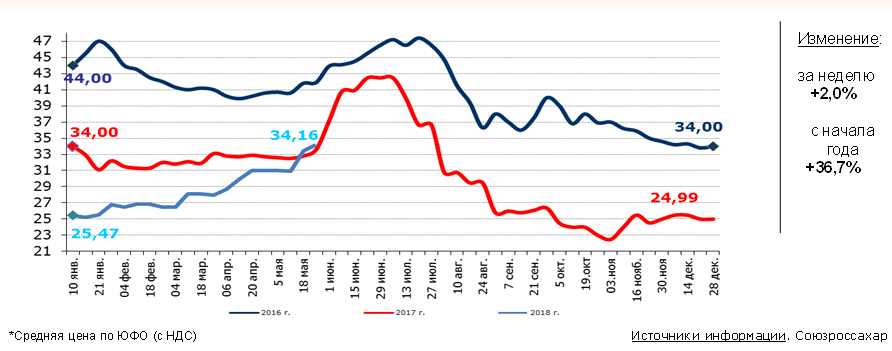 47
45
43
41
39
37
35
33
31
29
27
25
23
21
44,00
34,00
25,47
34,16
34,00
24,99
10 янв.
21 янв.
04 фев.
18 фев.
04 мар.
18 мар.
06 апр.
20 апр.
5 мая
18 мая
1 июн.
15 июн.
29 июн.
13 июл.
27 июл.
10 авг.
24 авг.
7 сен.
21 сен.
5 окт.
19.окт
03.ноя
16 нояб.
30.ноя
14 дек.
28 дек.
2016 г.
2017 г.
2018 г.
Изменение:
за неделю
+2,0%
с начала
года
+36,7%
*Средняя цена по ЮФО (с НДС)
Источники информации. Союзроссахар